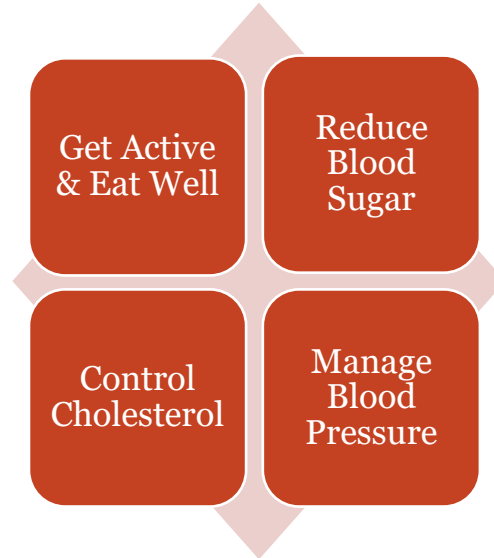 Get Active
& Eat Well
Reduce
Blood
Sugar
Control
Cholesterol
Manage
Blood
Pressure